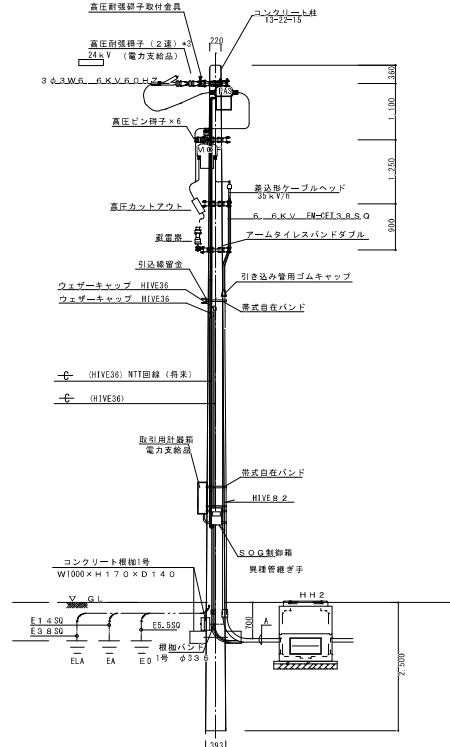 高圧耐張碍子取付金具
コンクリート柱
13-22-15
220
高圧耐張碍子(2連)*3
24kV (電力支給品)
3φ3W6.6KV60HZ
PAS
360
1,100
高圧ピン碍子×6
VT
1,250
差込形ケーブルヘッド
35kV/h
高圧カットアウト
6.6KV EM-CET38SQ
900
避雷器
アームタイレスバンドダブル
引込線留金
引き込み管用ゴムキャップ
ウェザーキャップ HIVE36
ウェザーキャップ HIVE36
帯式自在バンド
C (HIVE36) NTT回線(将来)
C (HIVE36)
取引用計器箱
電力支給品
帯式自在バンド
HIVE82
SOG制御箱
異種管継ぎ手
コンクリート根枷1号
W1000×H170×D140
GL
HH2
E14SQ
E38SQ
E5.5SQ
700
A
根枷バンド
1号 φ335
ELA
EA
ED
2,500
393